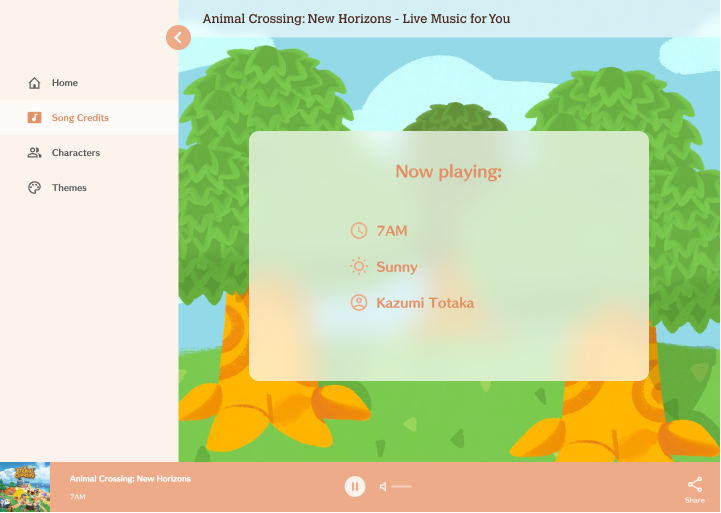 Animal Crossing: New Horizons - Live Music for You
Home
Song Credits
Characters
Themes
Now playing:
7AM
Sunny
Kazumi Totaka
Animal Crossing: New Horizons
7AM
Share